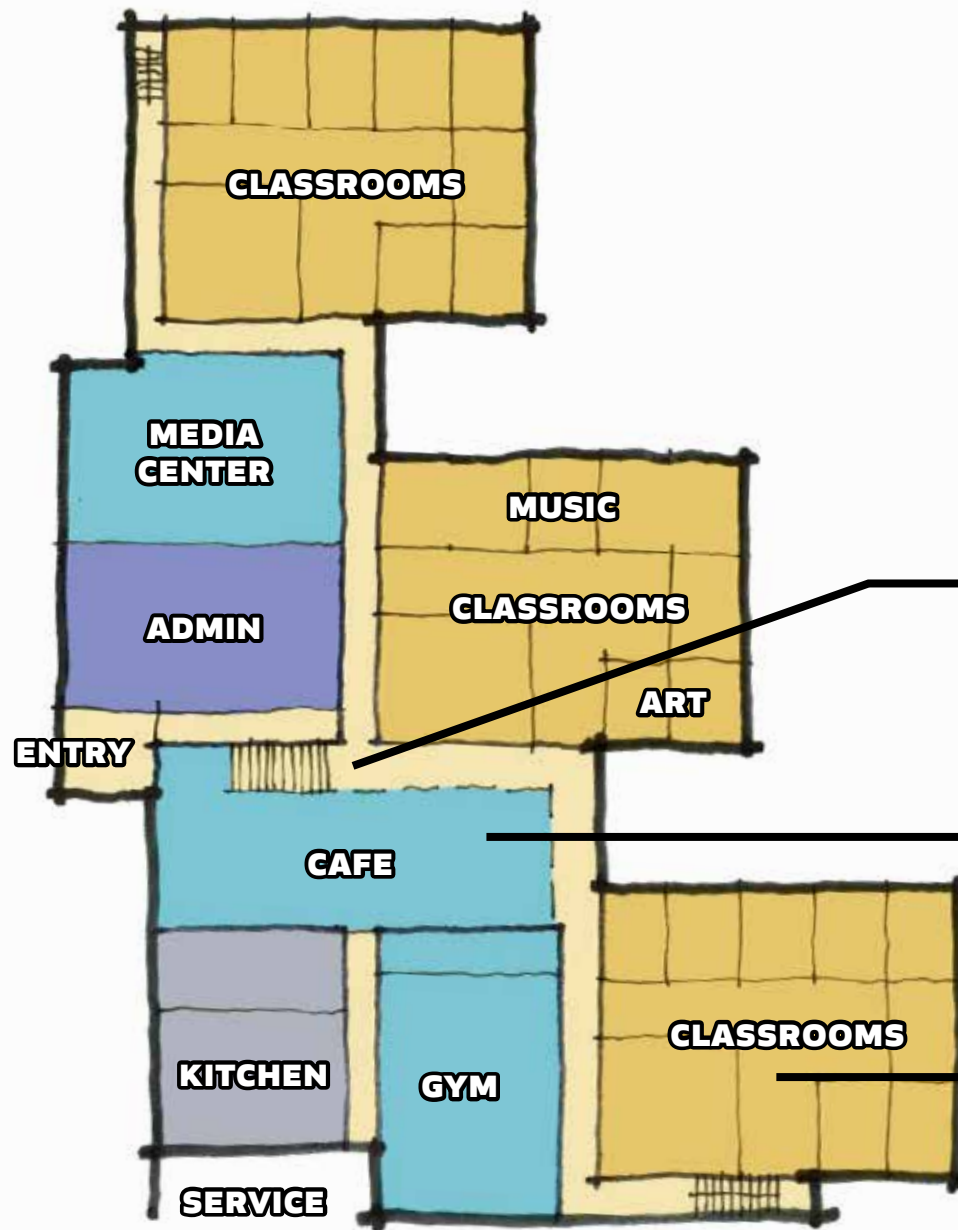 CLASSROOMS
MEDIA
CENTER
MUSIC
CLASSROOMS
ADMIN
ART
ENTRY
CAFE
CLASSROOMS
KITCHEN
GYM
SERVICE